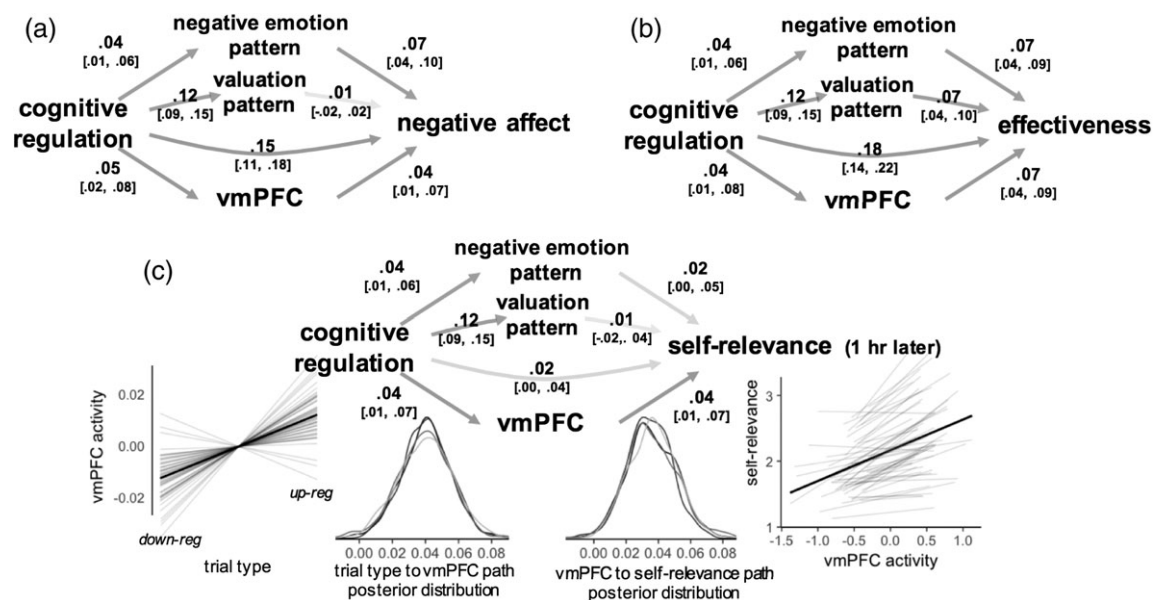 (a)
negative emotion
pattern
.04
[.01, .06]
.07
[.04, .10]
valuation
pattern
.12
[.09, .15]
.01
[-.02, .02]
cognitive
regulation
negative affect
.15
[.11, .18]
.05
[.02, .08]
.04
[.01, .07]
vmPFC
(b)
negative emotion
pattern
.04
[.01, .06]
.07
[.04, .09]
valuation
pattern
.12
[.09, .15]
.07
[.04, .10]
cognitive
regulation
effectiveness
.18
[.14, .22]
.04
[.01, .08]
.07
[.04, .09]
vmPFC
(c)
negative emotion
pattern
.04
[.01, .06]
.02
[.00, .05]
valuation
pattern
.12
[.09, .15]
.01
[-.02,. 04]
cognitive
regulation
self-relevance (1 hr later)
.02
[.00, .04]
.04
[.01, .07]
.04
[.01, .07]
vmPFC
vmPFC activity
0.02
0.00
-0.02
up-reg
down-reg
trial type
0.00 0.02 0.04 0.06 0.08
trial type to vmPFC path
posterior distribution
0.00 0.02 0.04 0.06 0.08
vmPFC to self-relevance path
posterior distribution
self-relevance
3
2
1
-1.5 -1.0 -0.5 0.0 0.5 1.0
vmPFC activity